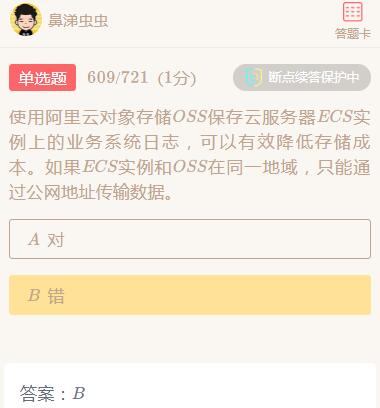 鼻涕虫虫
答题卡
单选题 609/721 (1分) 断点续答保护中
使用阿里云对象存储OSS保存云服务器ECS实
例上的业务系统日志，可以有效降低存储成
本。如果ECS实例和OSS在同一地域，只能通
过公网地址传输数据。
A 对
B 错
答案：B